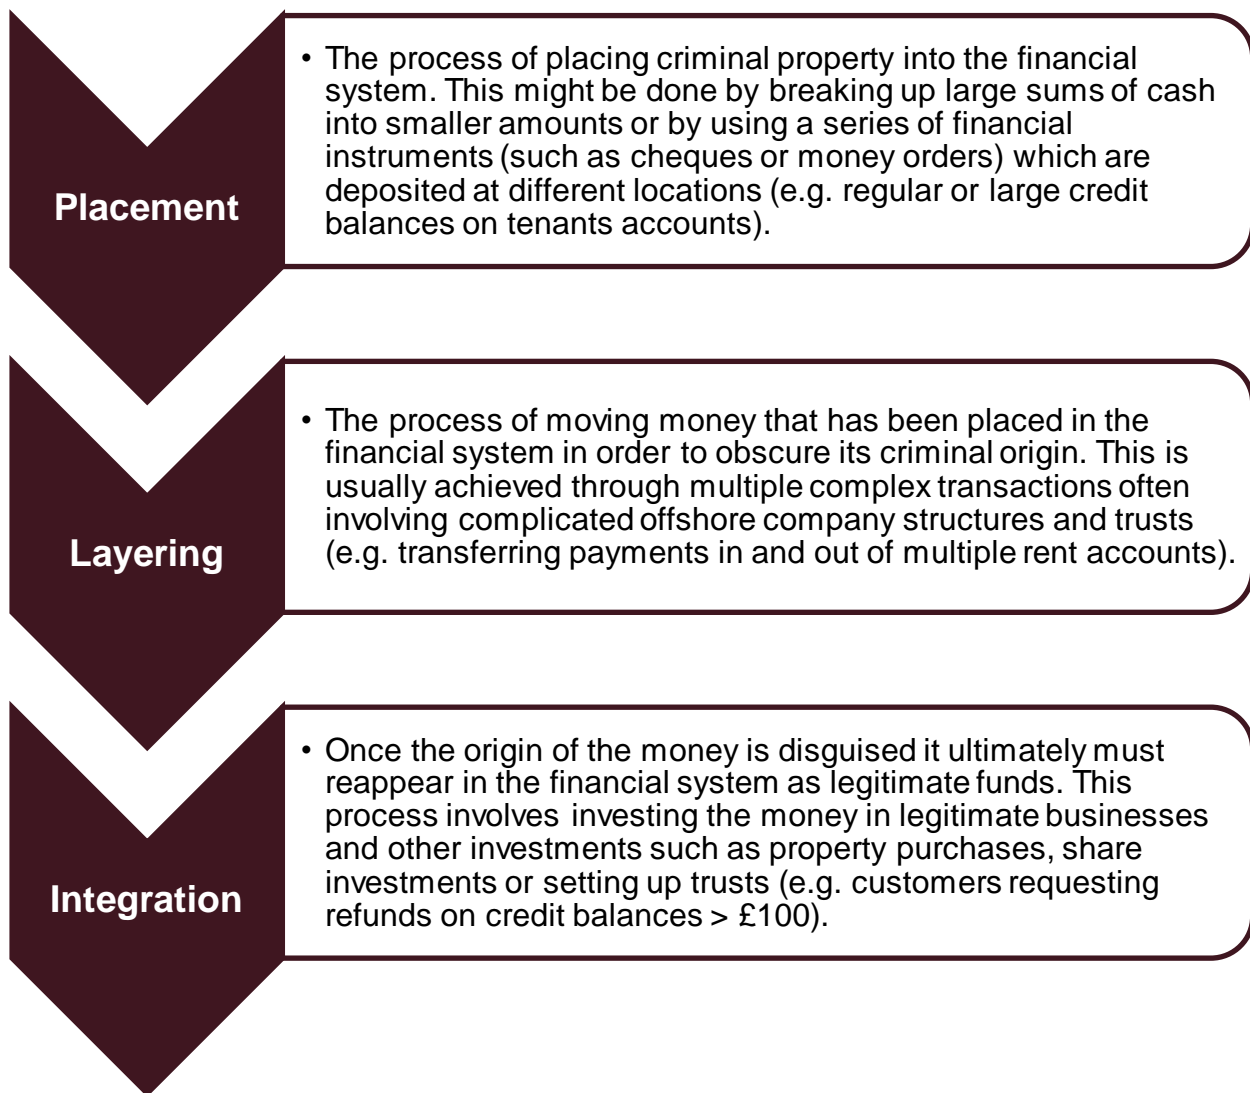 Placement
• The process of placing criminal property into the financial
system. This might be done by breaking up large sums of cash
into smaller amounts or by using a series of financial
instruments (such as cheques or money orders) which are
deposited at different locations (e.g. regular or large credit
balances on tenants accounts).
Layering
• The process of moving money that has been placed in the
financial system in order to obscure its criminal origin. This is
usually achieved through multiple complex transactions often
involving complicated offshore company structures and trusts
(e.g. transferring payments in and out of multiple rent accounts).
Integration
• Once the origin of the money is disguised it ultimately must
reappear in the financial system as legitimate funds. This
process involves investing the money in legitimate businesses
and other investments such as property purchases, share
investments or setting up trusts (e.g. customers requesting
refunds on credit balances > £100).